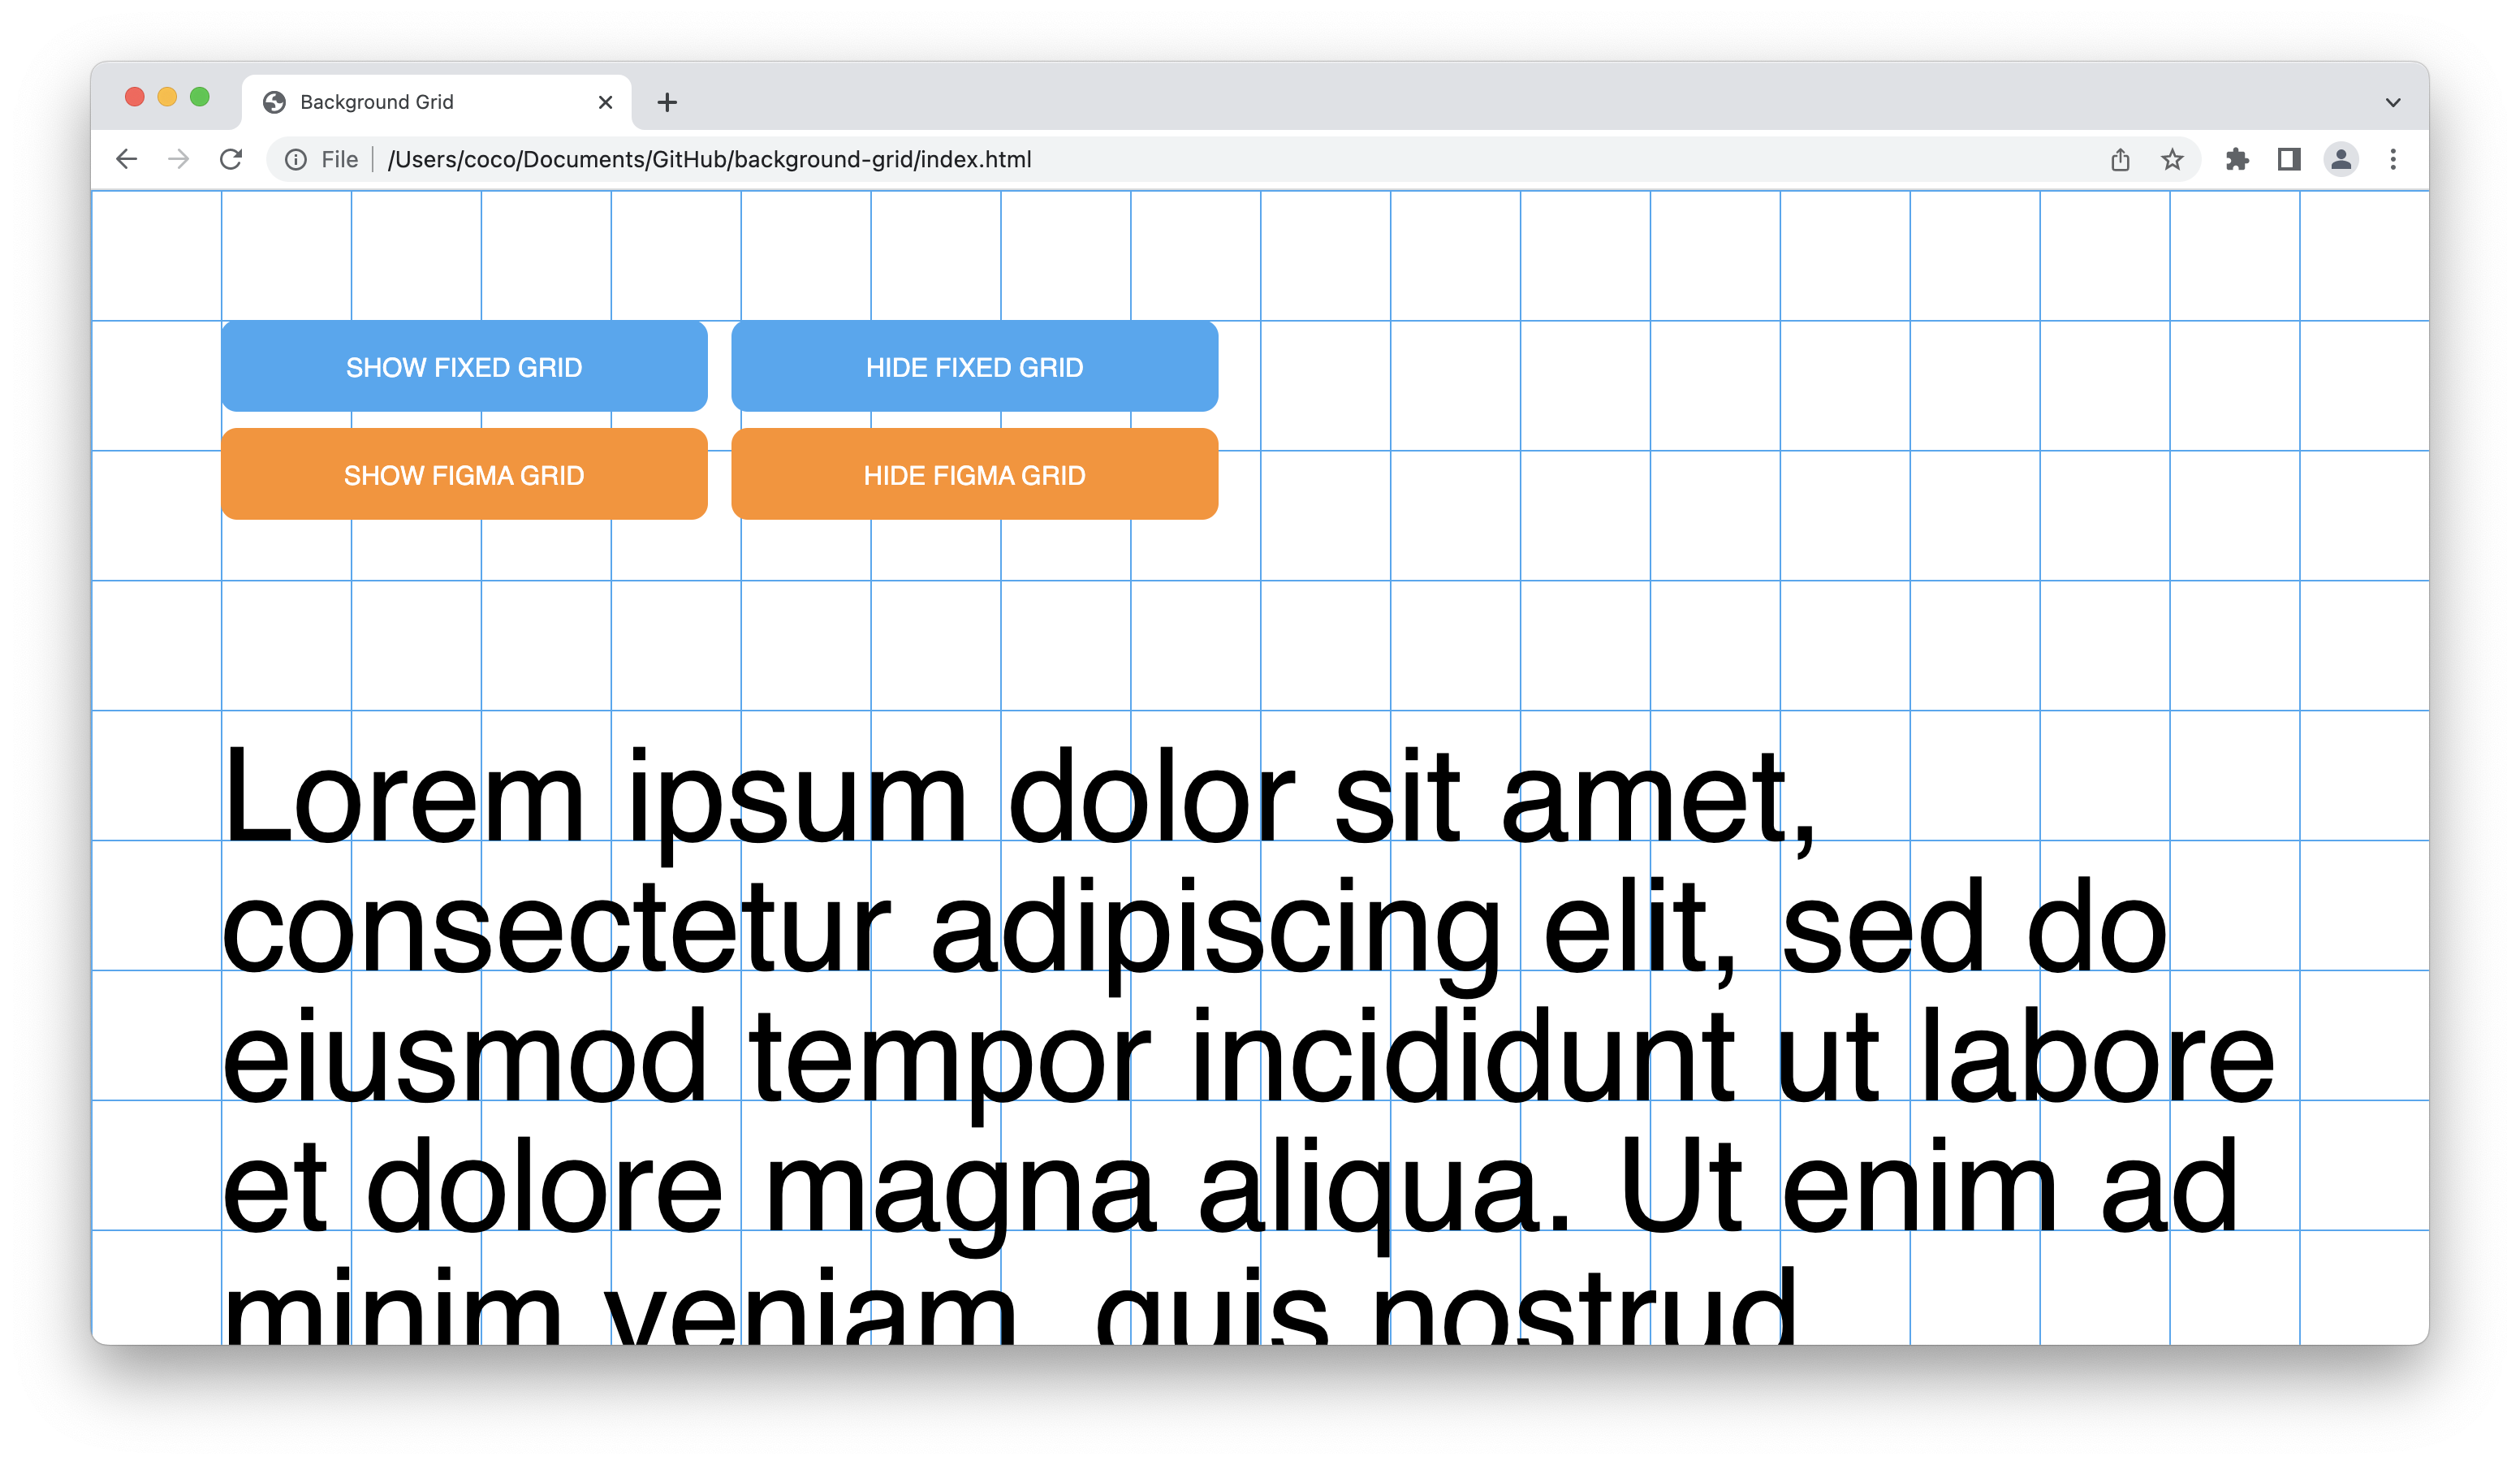 Background Grid
File /Users/coco/Documents/GitHub/background-grid/index.html
SHOW FIXED GRID
HIDE FIXED GRID
SHOW FIGMA GRID
HIDE FIGMA GRID
Lorem ipsum dolor sit amet,
consectetur adipiscing elit, sed do
eiusmod tempor incididunt ut labore
et dolore magna aliqua. Ut enim ad
minim veniam quis nostrud